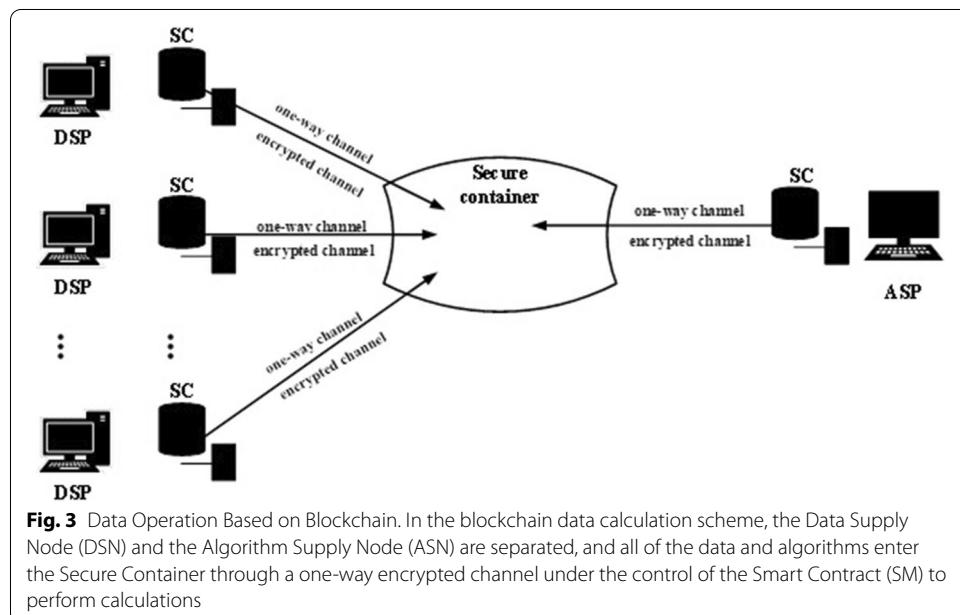 SC
DSP
one-way channel
encrypted channel
SC
DSP
one-way channel
encrypted channel
Secure
container
SC
one-way channel
encrypted channel
ASP
SC
DSP
one-way channel
encrypted channel
Fig. 3 Data Operation Based on Blockchain. In the blockchain data calculation scheme, the Data Supply
Node (DSN) and the Algorithm Supply Node (ASN) are separated, and all of the data and algorithms enter
the Secure Container through a one-way encrypted channel under the control of the Smart Contract (SM) to
perform calculations